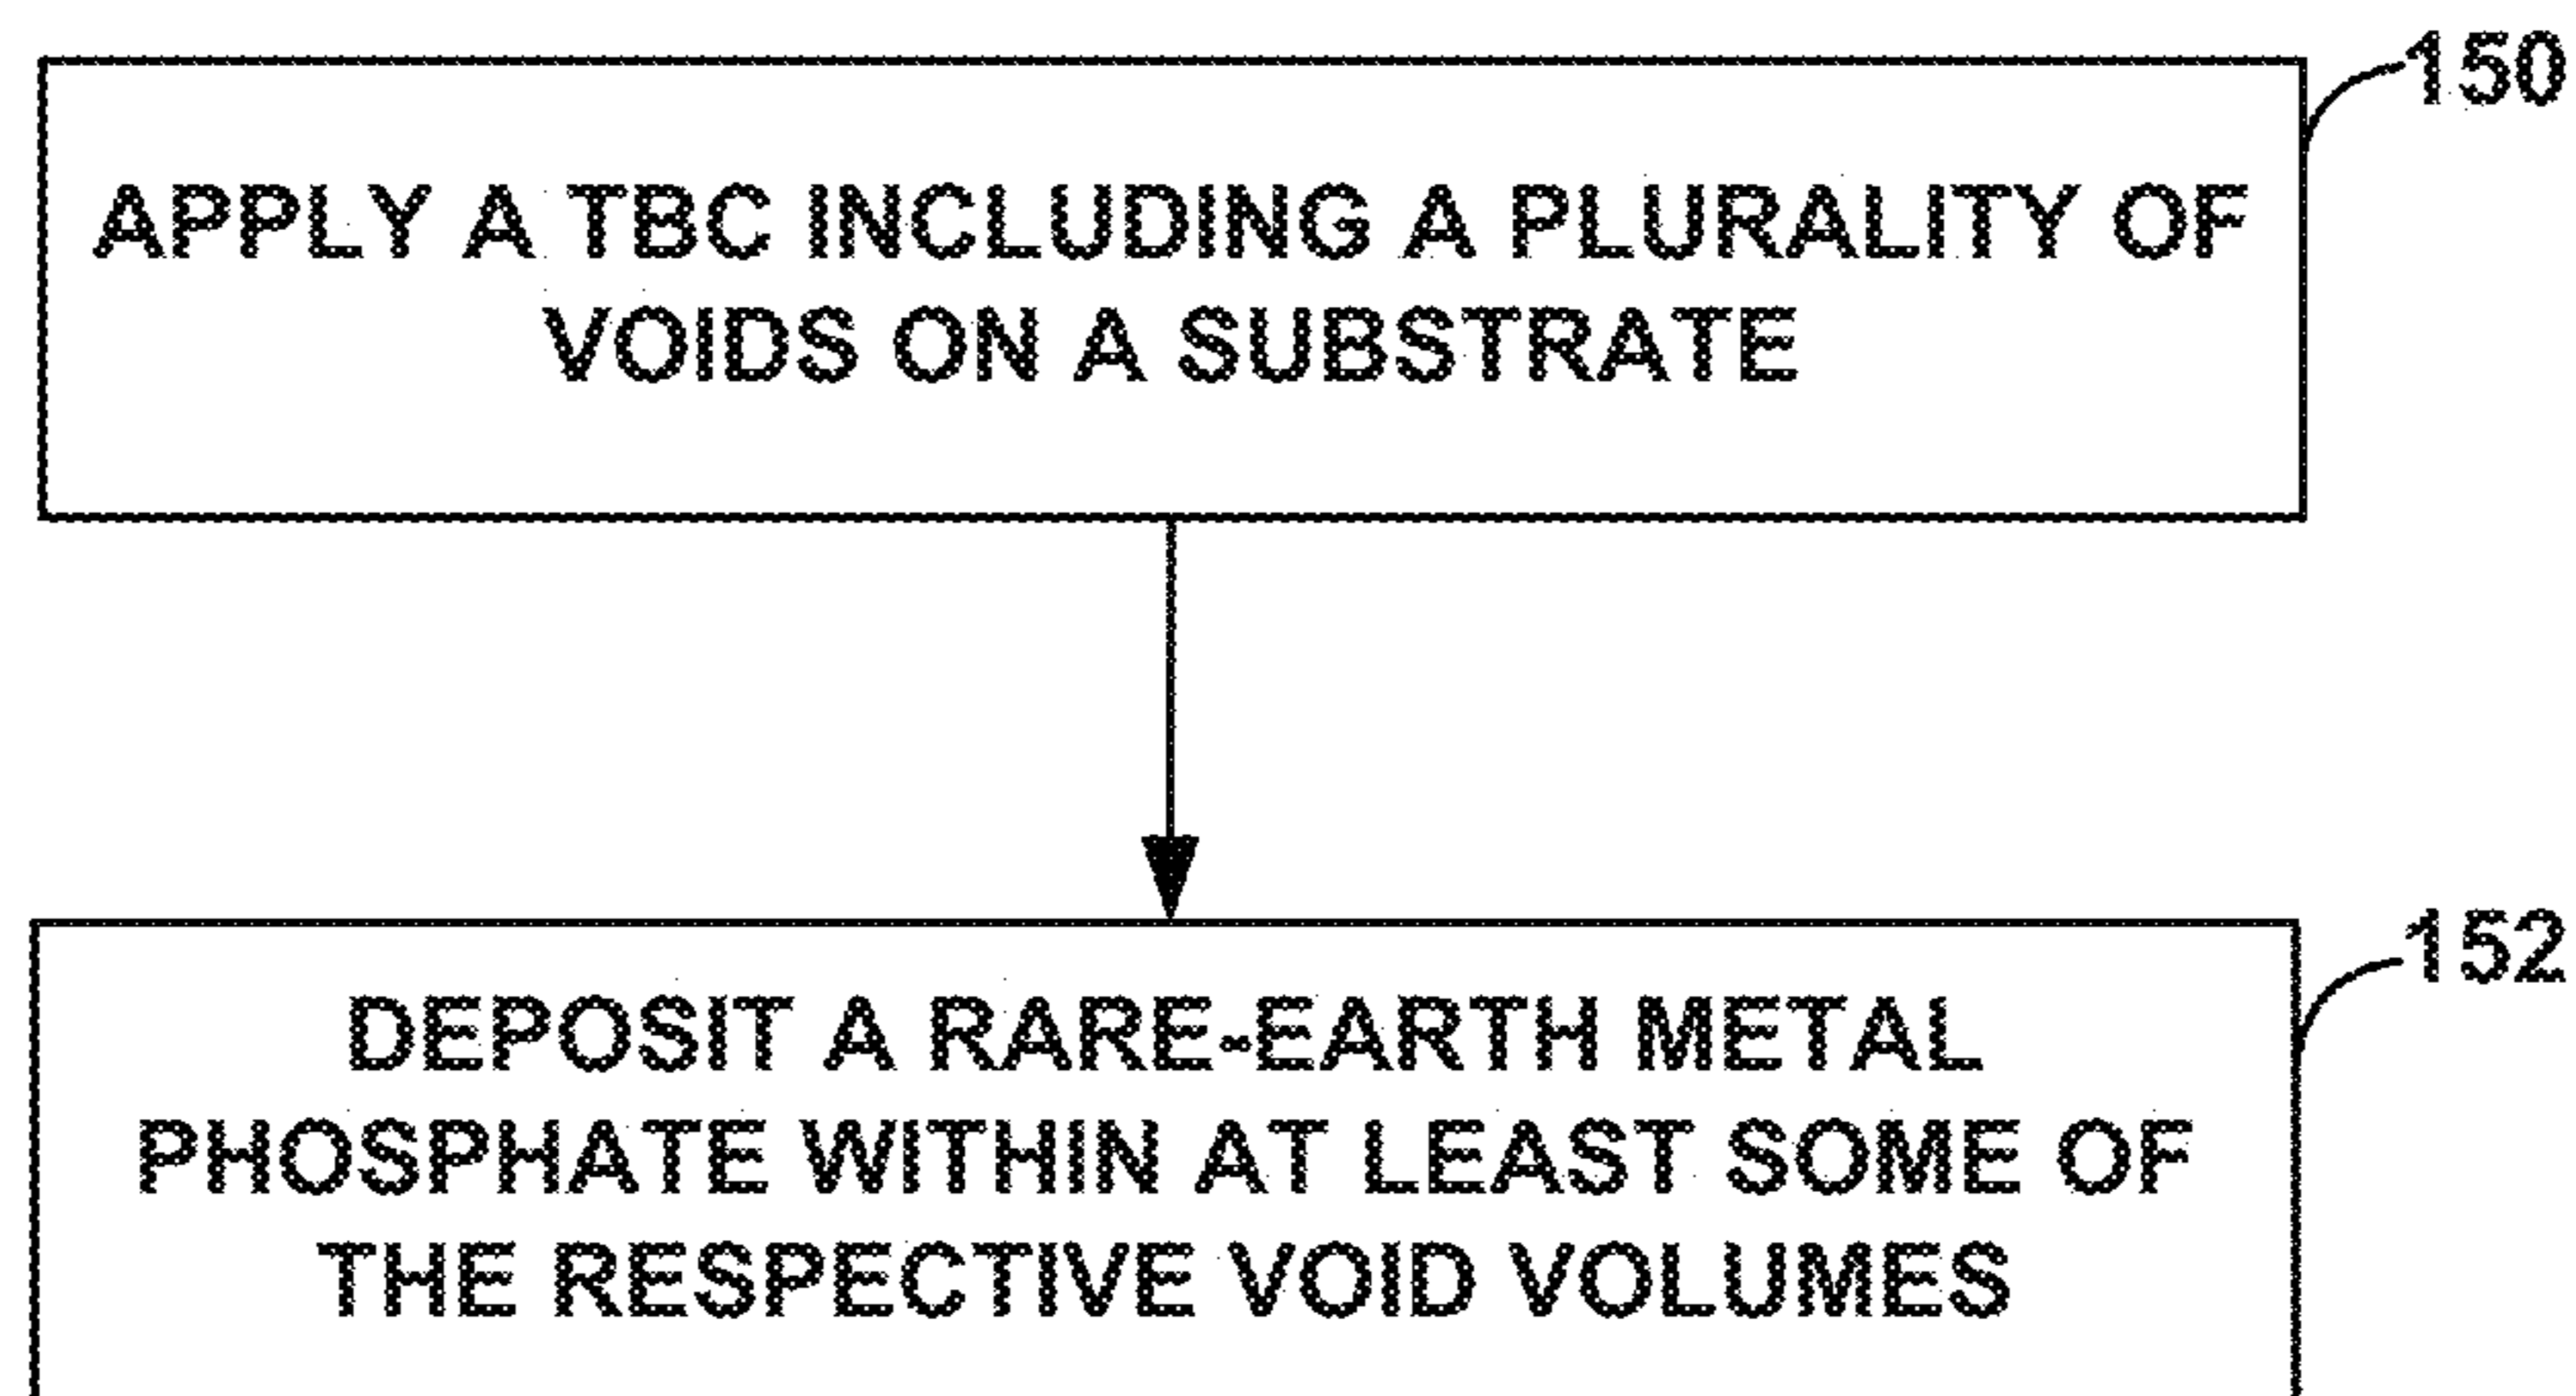 150
APPLY A TBC INCLUDING A PLURALITY OF
VOIDS ON A SUBSTRATE
152
DEPOSIT A RARE-EARTH METAL
PHOSPHATE WITHIN AT LEAST SOME OF
THE RESPECTIVE VOID VOLUMES